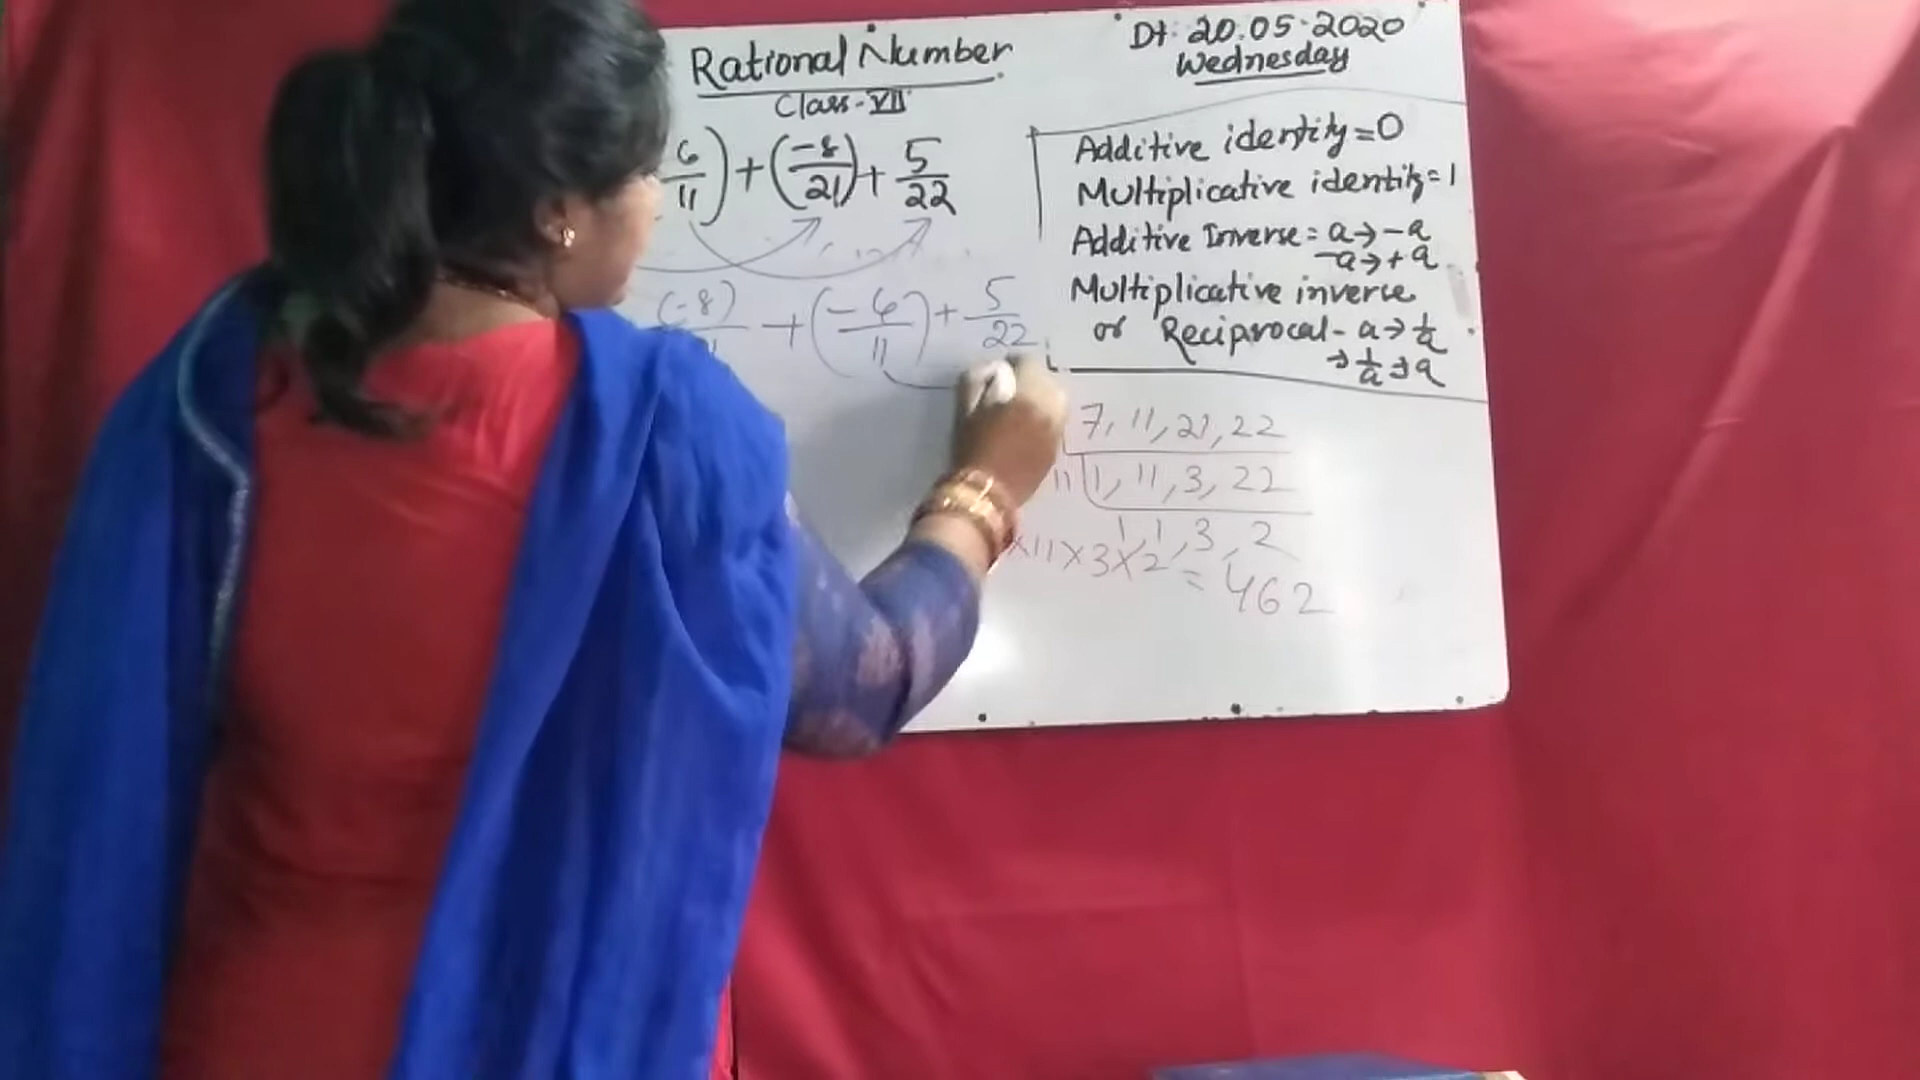 Rational Number
Class-VII
Dt: 20.05.2020
Wednesday
6/11) + (-8/21) + 5/22
(-8) + (-6/11) + 5/22
Additive identity = 0
Multiplicative identity = 1
Additive Inverse = a → -a
-a → +a
Multiplicative inverse
or Reciprocal - a → 1/a
→ 1/a → a
7, 11, 21, 22
11 | 1, 11, 3, 22
1, 1, 3, 2
×11×3×2 = 462